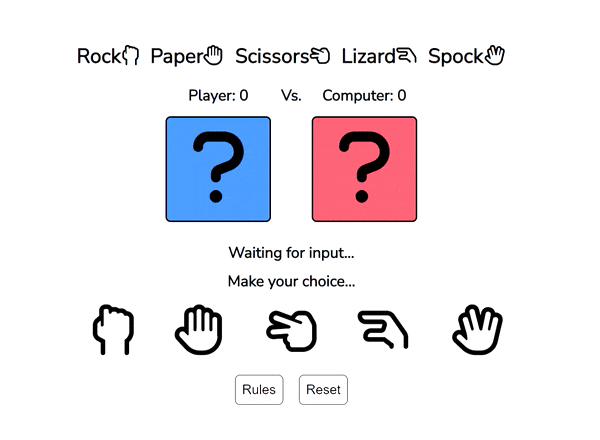 Rock Paper Scissors Lizard Spock
Player: 0 Vs. Computer: 0
? ?
Waiting for input...
Make your choice...
Rules Reset